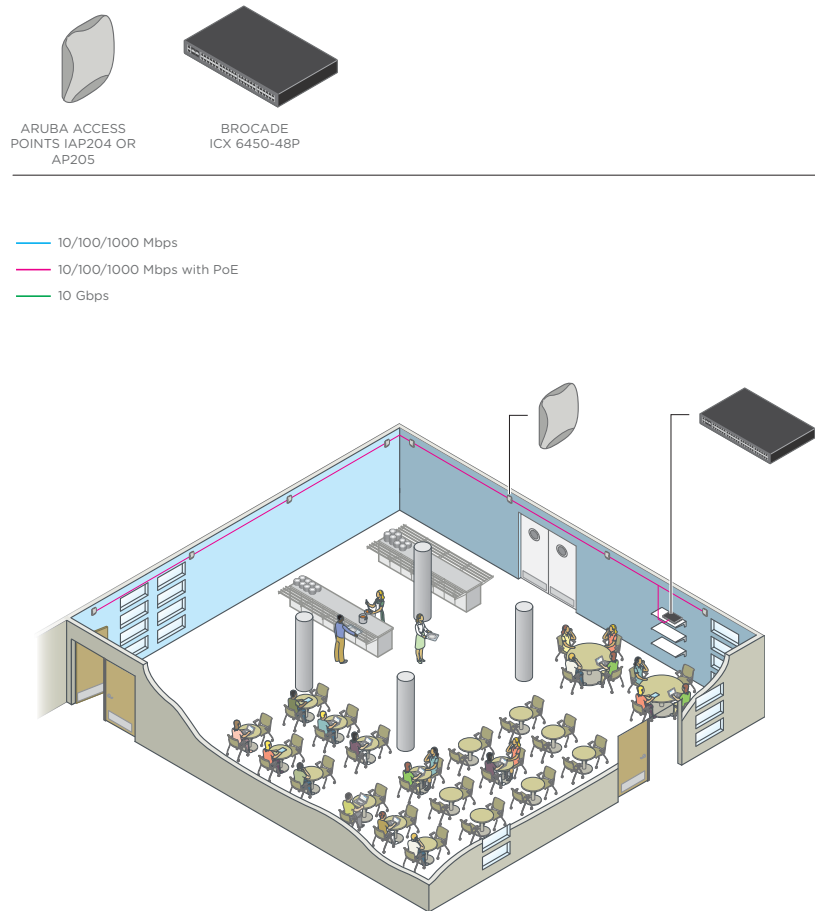 ARUBA ACCESS
POINTS IAP204 OR
AP205
BROCADE
ICX 6450-48P
10/100/1000 Mbps
10/100/1000 Mbps with PoE
10 Gbps